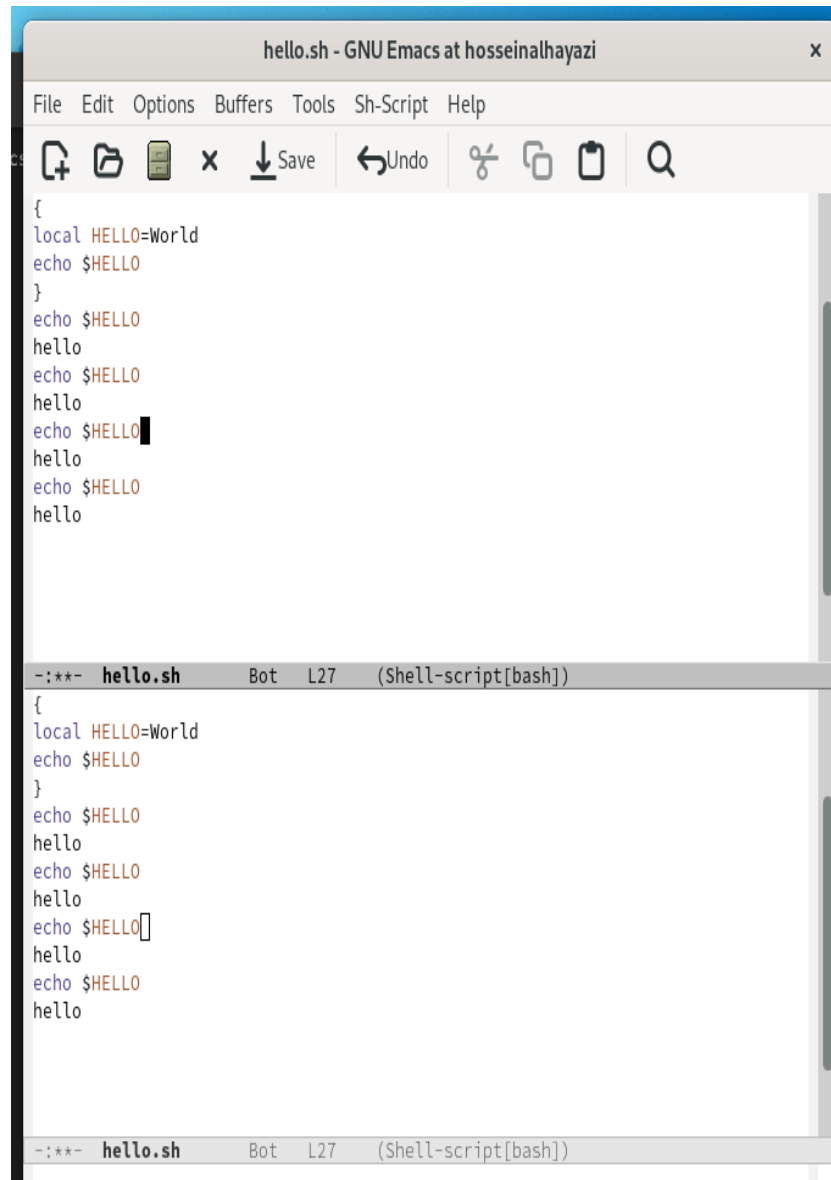 hello.sh - GNU Emacs at hosseinalhayazi
File Edit Options Buffers Tools Sh-Script Help
Save Undo
{
local HELLO=World
echo $HELLO
}
echo $HELLO
hello
echo $HELLO
hello
echo $HELLO
hello
echo $HELLO
hello
-:**- hello.sh Bot L27 (Shell-script[bash])
{
local HELLO=World
echo $HELLO
}
echo $HELLO
hello
echo $HELLO
hello
echo $HELLO
hello
echo $HELLO
hello
-:**- hello.sh Bot L27 (Shell-script[bash])